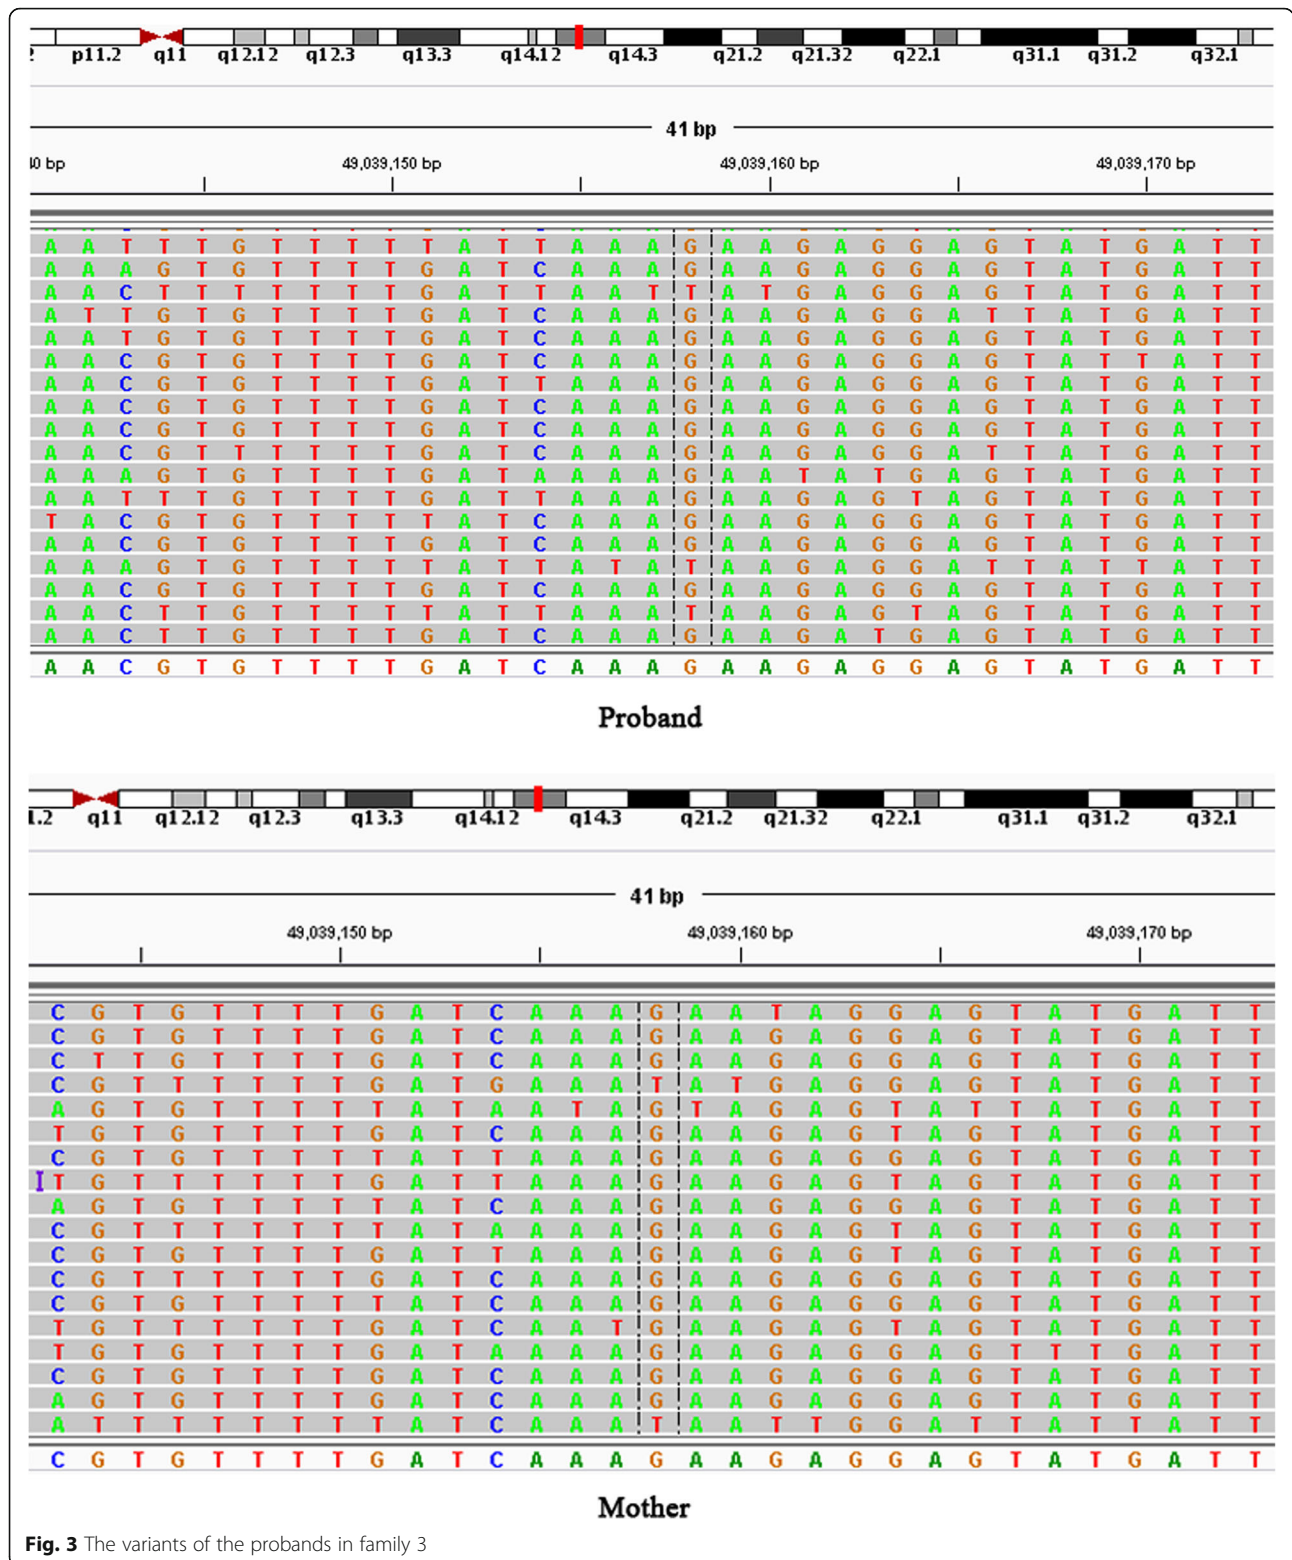 p11.2 q11 q12.12 q12.3 q13.3 q14.12 q14.3 q21.2 q21.32 q22.1 q31.1 q31.2 q32.1
41 bp
40 bp 49,039,150 bp 49,039,160 bp 49,039,170 bp
A A T T T G T T T T T A T T A A A G A A G A G G A G T A T G A T T
A A A G T G T T T T G A T C A A A G A A G A G G A G T A T G A T T
A A C T T T T T T T G A T T A A T T A T G A G G A G T A T G A T T
A T T G T G T T T T G A T C A A A G A A G A G G A T T A T G A T T
A A T G T G T T T T G A T C A A A G A A G A G G A G T A T G A T T
A A C G T G T T T T G A T C A A A G A A G A G G A G T A T T A T T
A A C G T G T T T T G A T T A A A G A A G A G G A G T A T G A T T
A A C G T G T T T T G A T C A A A G A A G A G G A G T A T G A T T
A A C G T G T T T T G A T C A A A G A A G A G G A G T A T G A T T
A A C G T T T T T T G A T C A A A G A A G A G G A T T A T G A T T
A A A G T G T T T T G A T A A A A G A A T A T G A G T A T G A T T
A A T T T G T T T T G A T T A A A G A A G A G T A G T A T G A T T
T A C G T G T T T T T A T C A A A G A A G A G G A G T A T G A T T
A A C G T G T T T T G A T C A A A G A A G A G G A G T A T G A T T
A A A G T G T T T T T A T T A T A T A A G A G G A T T A T T A T T
A A C G T G T T T T G A T C A A A G A A G A G G A G T A T G A T T
A A C T T G T T T T T A T T A A A T A A G A G T A G T A T G A T T
A A C T T G T T T T G A T C A A A G A A G A T G A G T A T G A T T
A A C G T G T T T T G A T C A A A G A A G A G G A G T A T G A T T
Proband
1.2 q11 q12.12 q12.3 q13.3 q14.12 q14.3 q21.2 q21.32 q22.1 q31.1 q31.2 q32.1
41 bp
49,039,150 bp 49,039,160 bp 49,039,170 bp
C G T G T T T T G A T C A A A G A A T A G G A G T A T G A T T
C G T G T T T T G A T C A A A G A A G A G G A G T A T G A T T
C T T G T T T T G A T C A A A G A A G A G G A G T A T G A T T
C G T T T T T T G A T G A A A T A T G A G G A G T A T G A T T
A G T G T T T T T A T A A T A G T A G A G T A T T A T G A T T
T G T G T T T T G A T C A A A G A A G A G T A G T A T G A T T
C G T G T T T T T A T T A A A G A A G A G G A G T A T G A T T
I T G T T T T T T G A T T A A A G A A G A G T A G T A T G A T T
A G T G T T T T T A T C A A A G A A G A G G A G T A T G A T T
C G T T T T T T T A T A A A A G A A G A G T A G T A T G A T T
C G T G T T T T G A T T A A A G A A G A G T A G T A T G A T T
C G T T T T T T G A T C A A A G A A G A G G A G T A T G A T T
C G T G T T T T T A T C A A A G A A G A G G A G T A T G A T T
T G T T T T T T G A T C A A T G A A G A G T A G T A T G A T T
T G T G T T T T G A T A A A A G A A G A G G A G T T T G A T T
C G T G T T T T G A T C A A A G A A G A G G A G T A T G A T T
A G T G T T T T G A T C A A A G A A G A G G A G T A T G A T T
A T T T T T T T T A T C A A A T A A T T G G A T T A T T A T T
C G T G T T T T G A T C A A A G A A G A G G A G T A T G A T T
Mother
Fig. 3 The variants of the probands in family 3